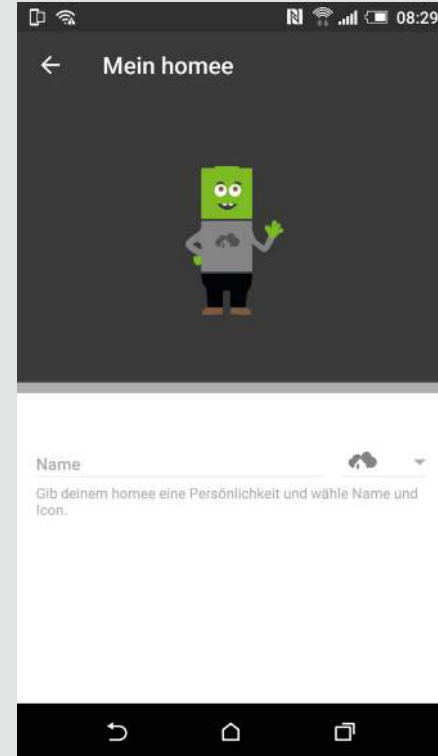 08:29
Mein homee
Name
Gib deinem homee eine Persönlichkeit und wähle Name und
Icon.